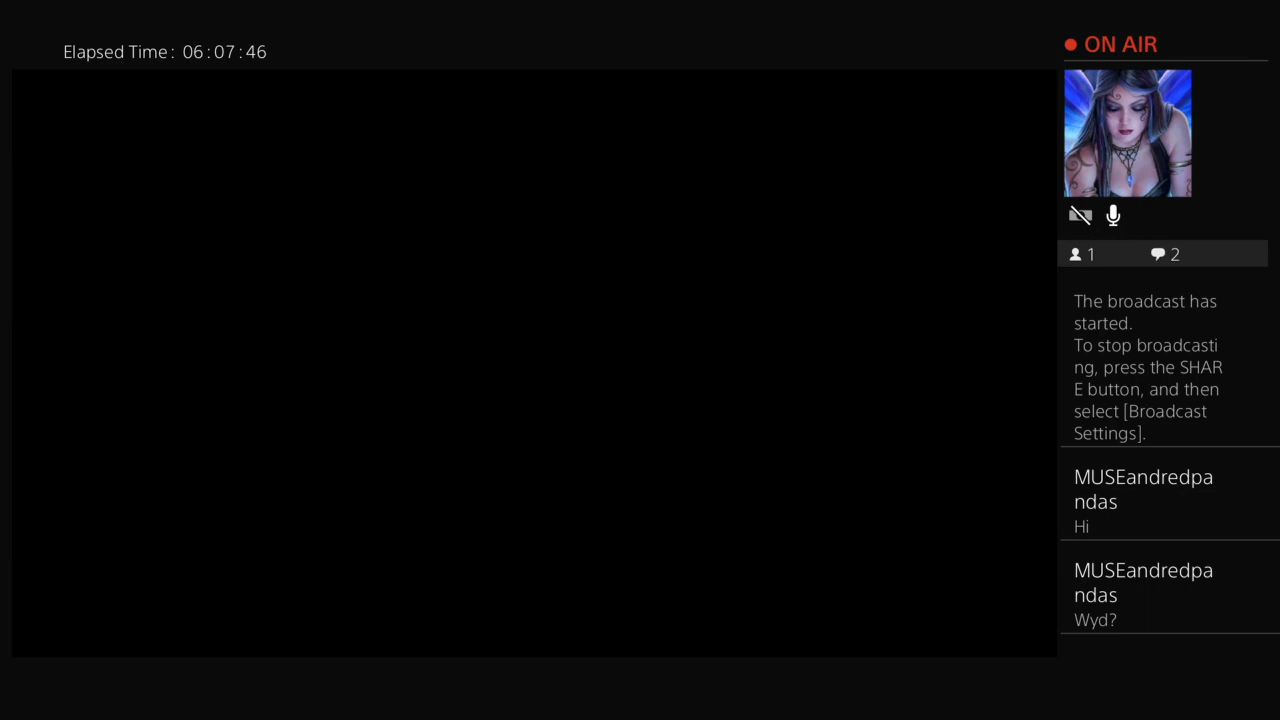 Elapsed Time: 06:07:46
ON AIR
1 2
The broadcast has
started.
To stop broadcasti
ng, press the SHAR
E button, and then
select [Broadcast
Settings].
MUSEandredpa
ndas
Hi
MUSEandredpa
ndas
Wyd?